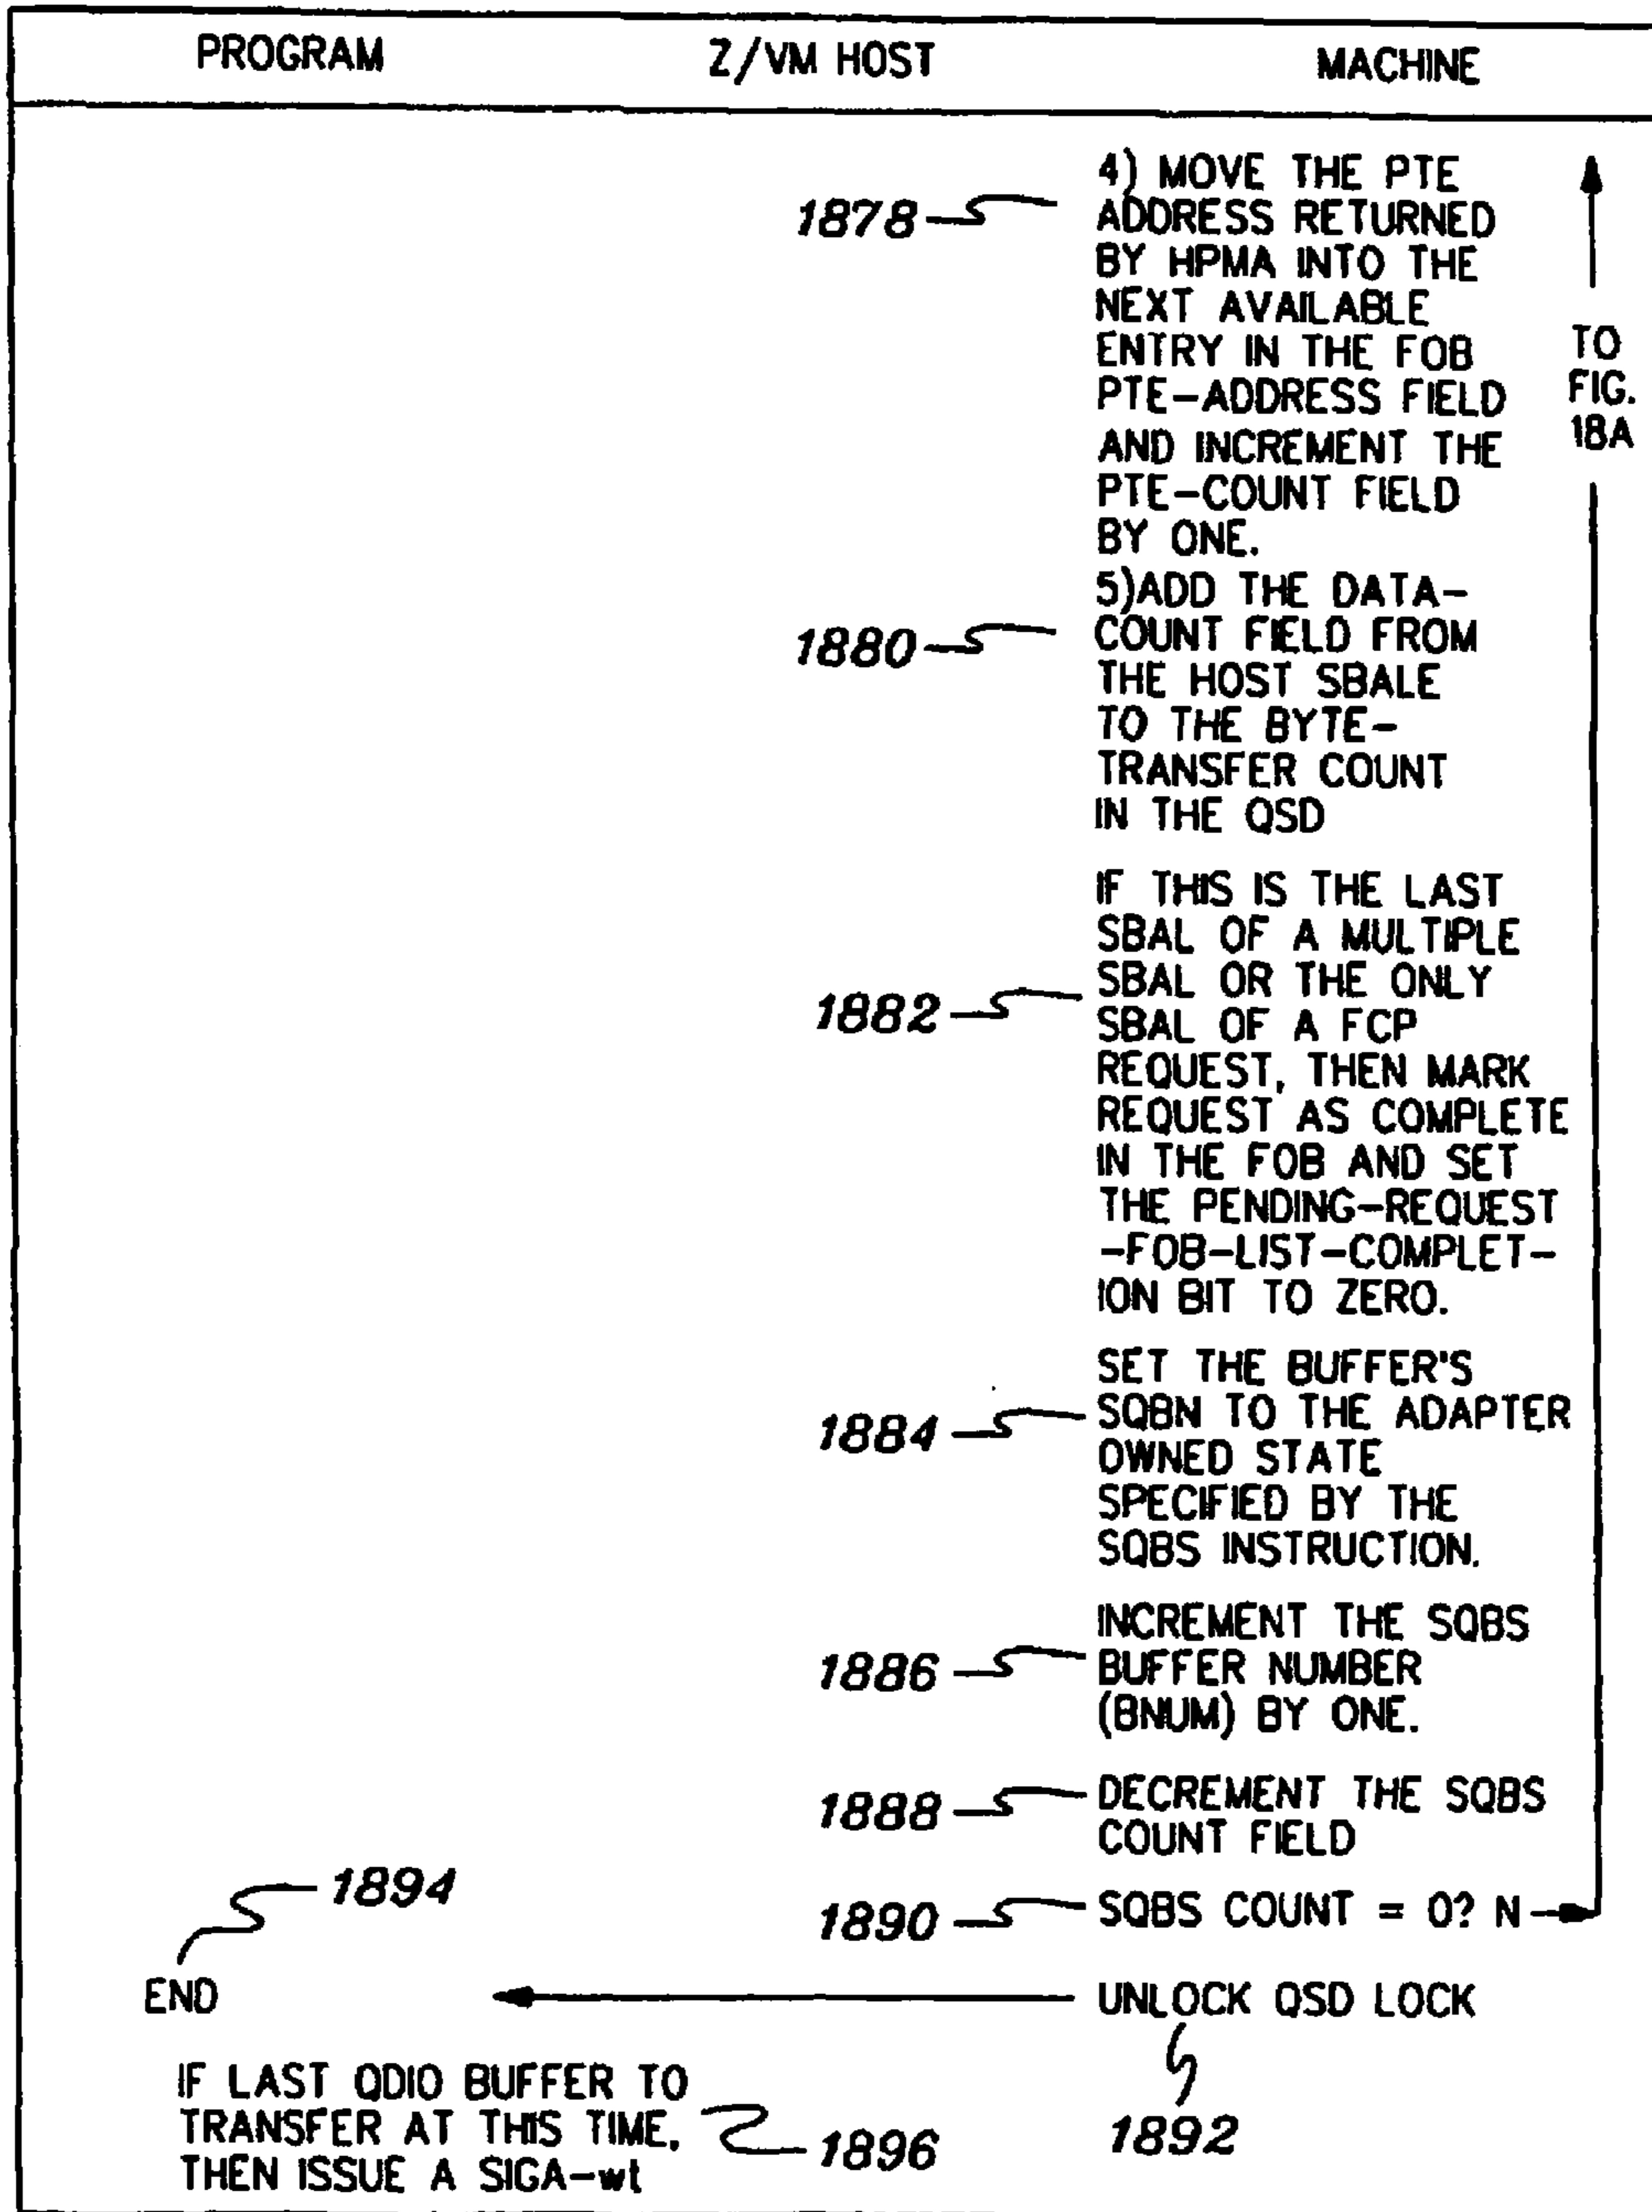 PROGRAM Z/VM HOST MACHINE
1878
4) MOVE THE PTE
ADDRESS RETURNED
BY HPMA INTO THE
NEXT AVAILABLE
ENTRY IN THE FOB
PTE-ADDRESS FIELD
AND INCREMENT THE
PTE-COUNT FIELD
BY ONE.
TO
FIG.
18A
1880
5)ADD THE DATA-
COUNT FIELD FROM
THE HOST SBALE
TO THE BYTE-
TRANSFER COUNT
IN THE QSD
1882
IF THIS IS THE LAST
SBAL OF A MULTIPLE
SBAL OR THE ONLY
SBAL OF A FCP
REQUEST, THEN MARK
REQUEST AS COMPLETE
IN THE FOB AND SET
THE PENDING-REQUEST
-FOB-LIST-COMPLET-
ION BIT TO ZERO.
1884
SET THE BUFFER'S
SQBN TO THE ADAPTER
OWNED STATE
SPECIFIED BY THE
SQBS INSTRUCTION.
1886
INCREMENT THE SQBS
BUFFER NUMBER
(BNUM) BY ONE.
1888
DECREMENT THE SQBS
COUNT FIELD
1894
1890
SQBS COUNT = 0? N
END
UNLOCK QSD LOCK
1892
IF LAST QDIO BUFFER TO
TRANSFER AT THIS TIME,
THEN ISSUE A SIGA-wt
1896